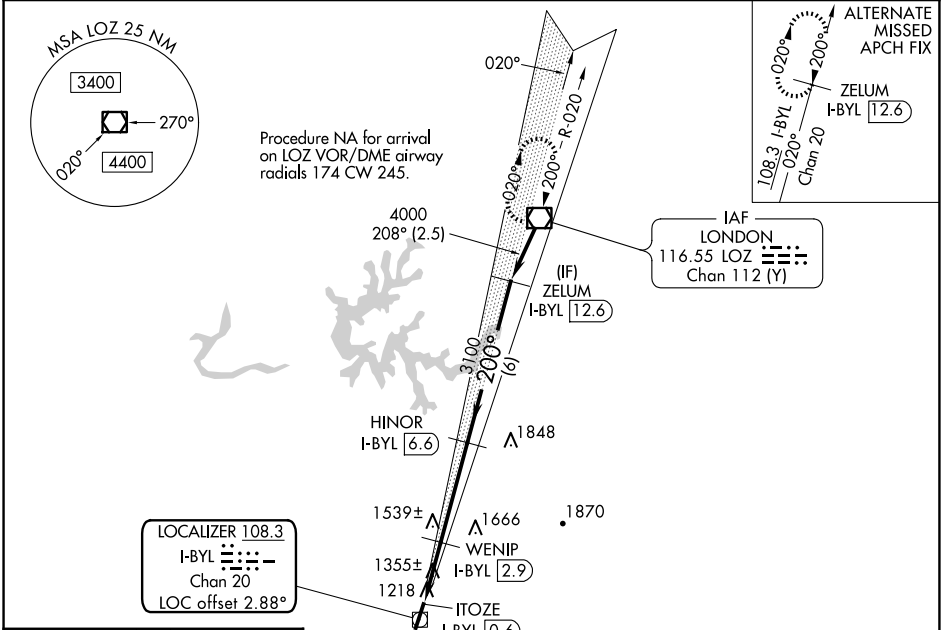 MSA LOZ 25 NM
3400
270°
020°
4400
Procedure NA for arrival
on LOZ VOR/DME airway
radials 174 CW 245.
020°
R-020
020°
200°
4000
208° (2.5)
ALTERNATE
MISSED
APCH FIX
020°
200°
ZELUM
I-BYL 12.6
108.3 I-BYL
020°
Chan 20
IAF
LONDON
116.55 LOZ
Chan 112 (Y)
(IF)
ZELUM
I-BYL 12.6
3100
200°
(6)
HINOR
I-BYL 6.6
1848
1539±
1666
1870
WENIP
I-BYL 2.9
1355±
1218
LOCALIZER 108.3
I-BYL
Chan 20
LOC offset 2.88°
ITOZE
I-BYL 0.6